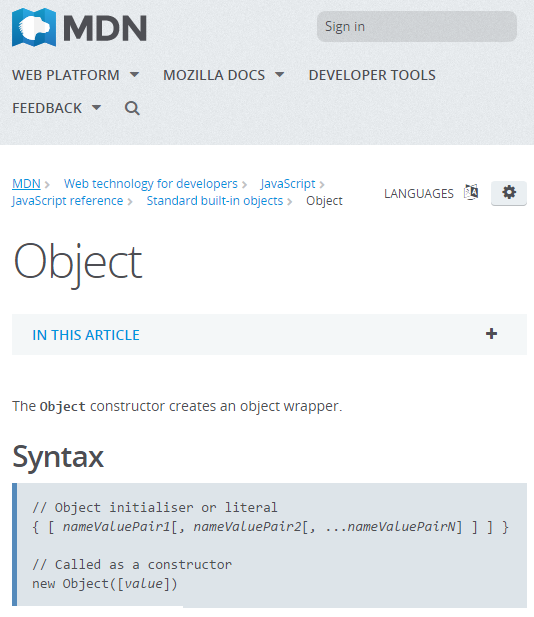 MDN
Sign in
WEB PLATFORM
MOZILLA DOCS
DEVELOPER TOOLS
FEEDBACK
MDN > Web technology for developers > JavaScript >
JavaScript reference > Standard built-in objects > Object
LANGUAGES
Object
IN THIS ARTICLE +
The Object constructor creates an object wrapper.
Syntax
// Object initialiser or literal
{ [ nameValuePair1[, nameValuePair2[, ...nameValuePairN] ] ] }
// Called as a constructor
new Object([value])